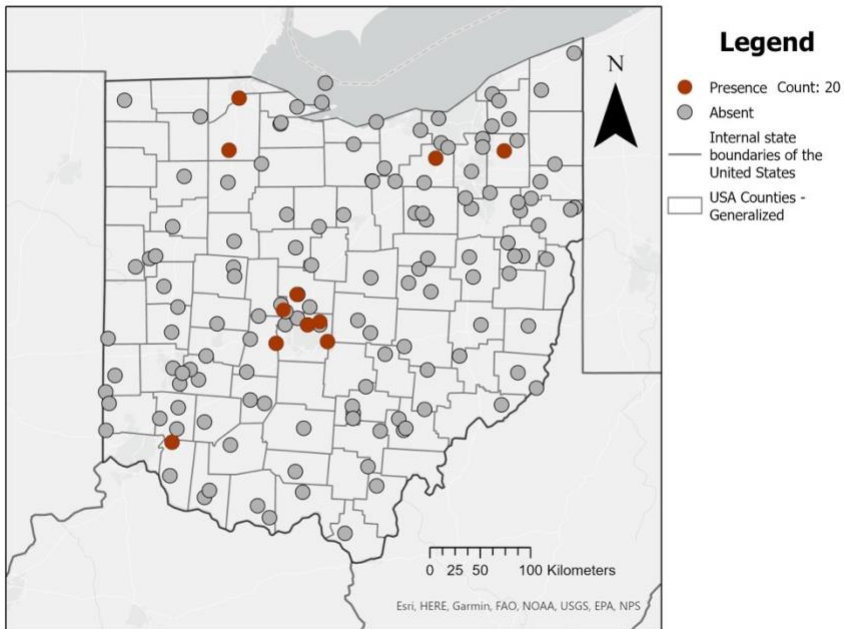 Legend
N
Presence Count: 20
Absent
Internal state
boundaries of the
United States
USA Counties -
Generalized
0 25 50 100 Kilometers
Esri, HERE, Garmin, FAO, NOAA, USGS, EPA, NPS